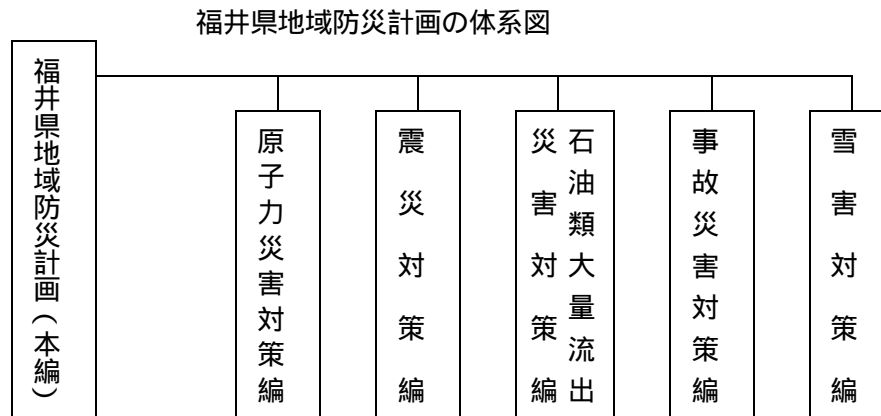 福井県地域防災計画の体系図
福井県地域防災計画(本編)
原子力災害対策編
震災対策編
石油類大量流出
災害対策編
事故災害対策編
雪害対策編